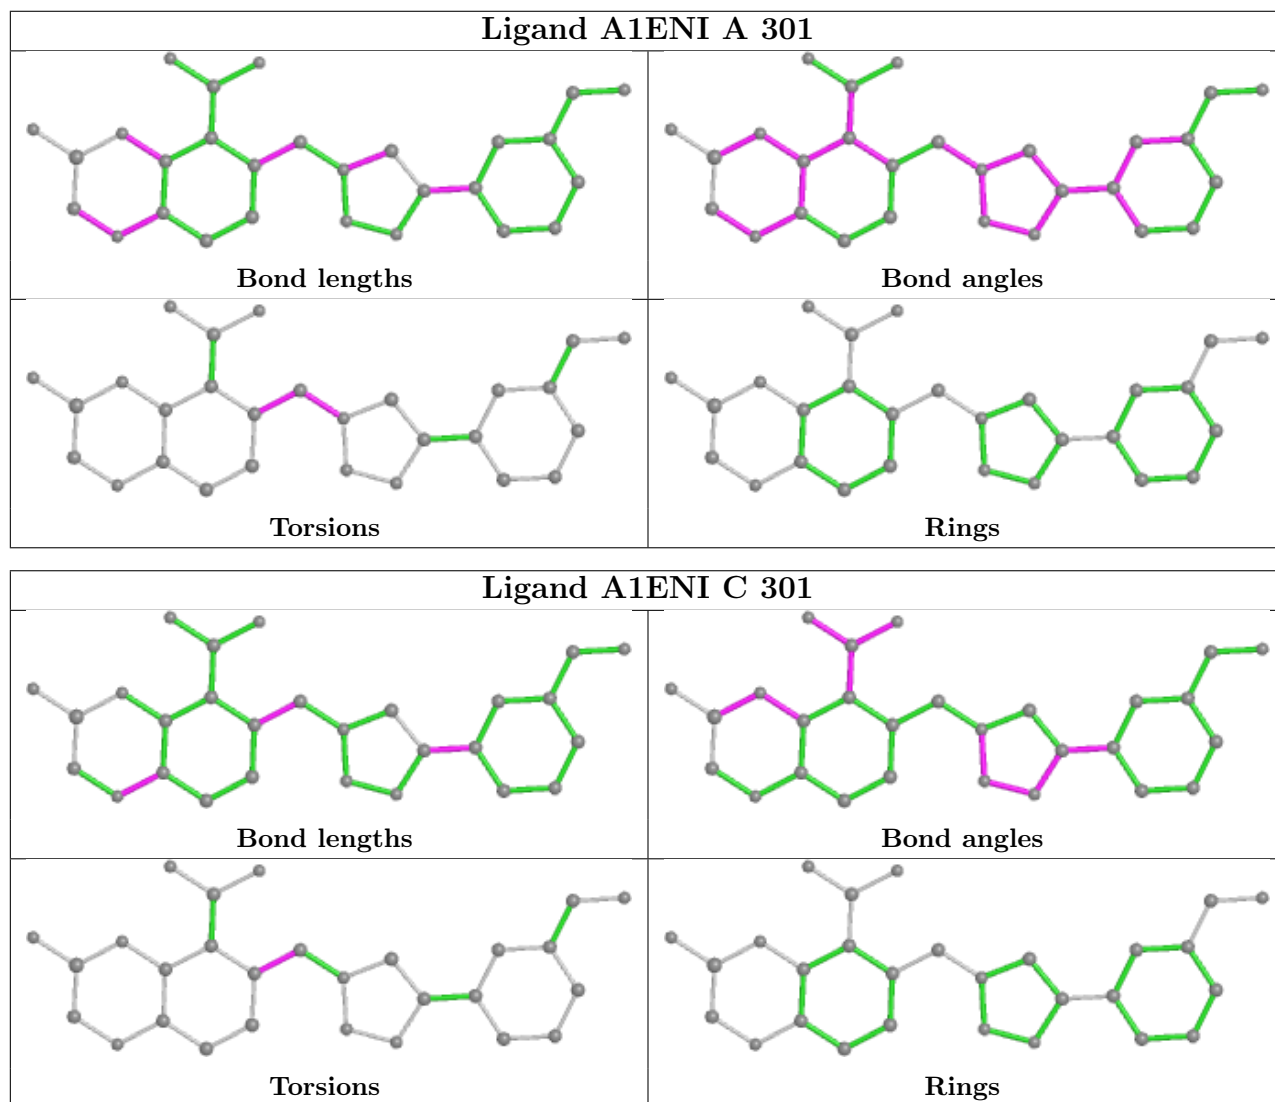 Ligand A1ENI A 301
Bond lengths
Bond angles
Torsions
Rings
Ligand A1ENI C 301
Bond lengths
Bond angles
Torsions
Rings